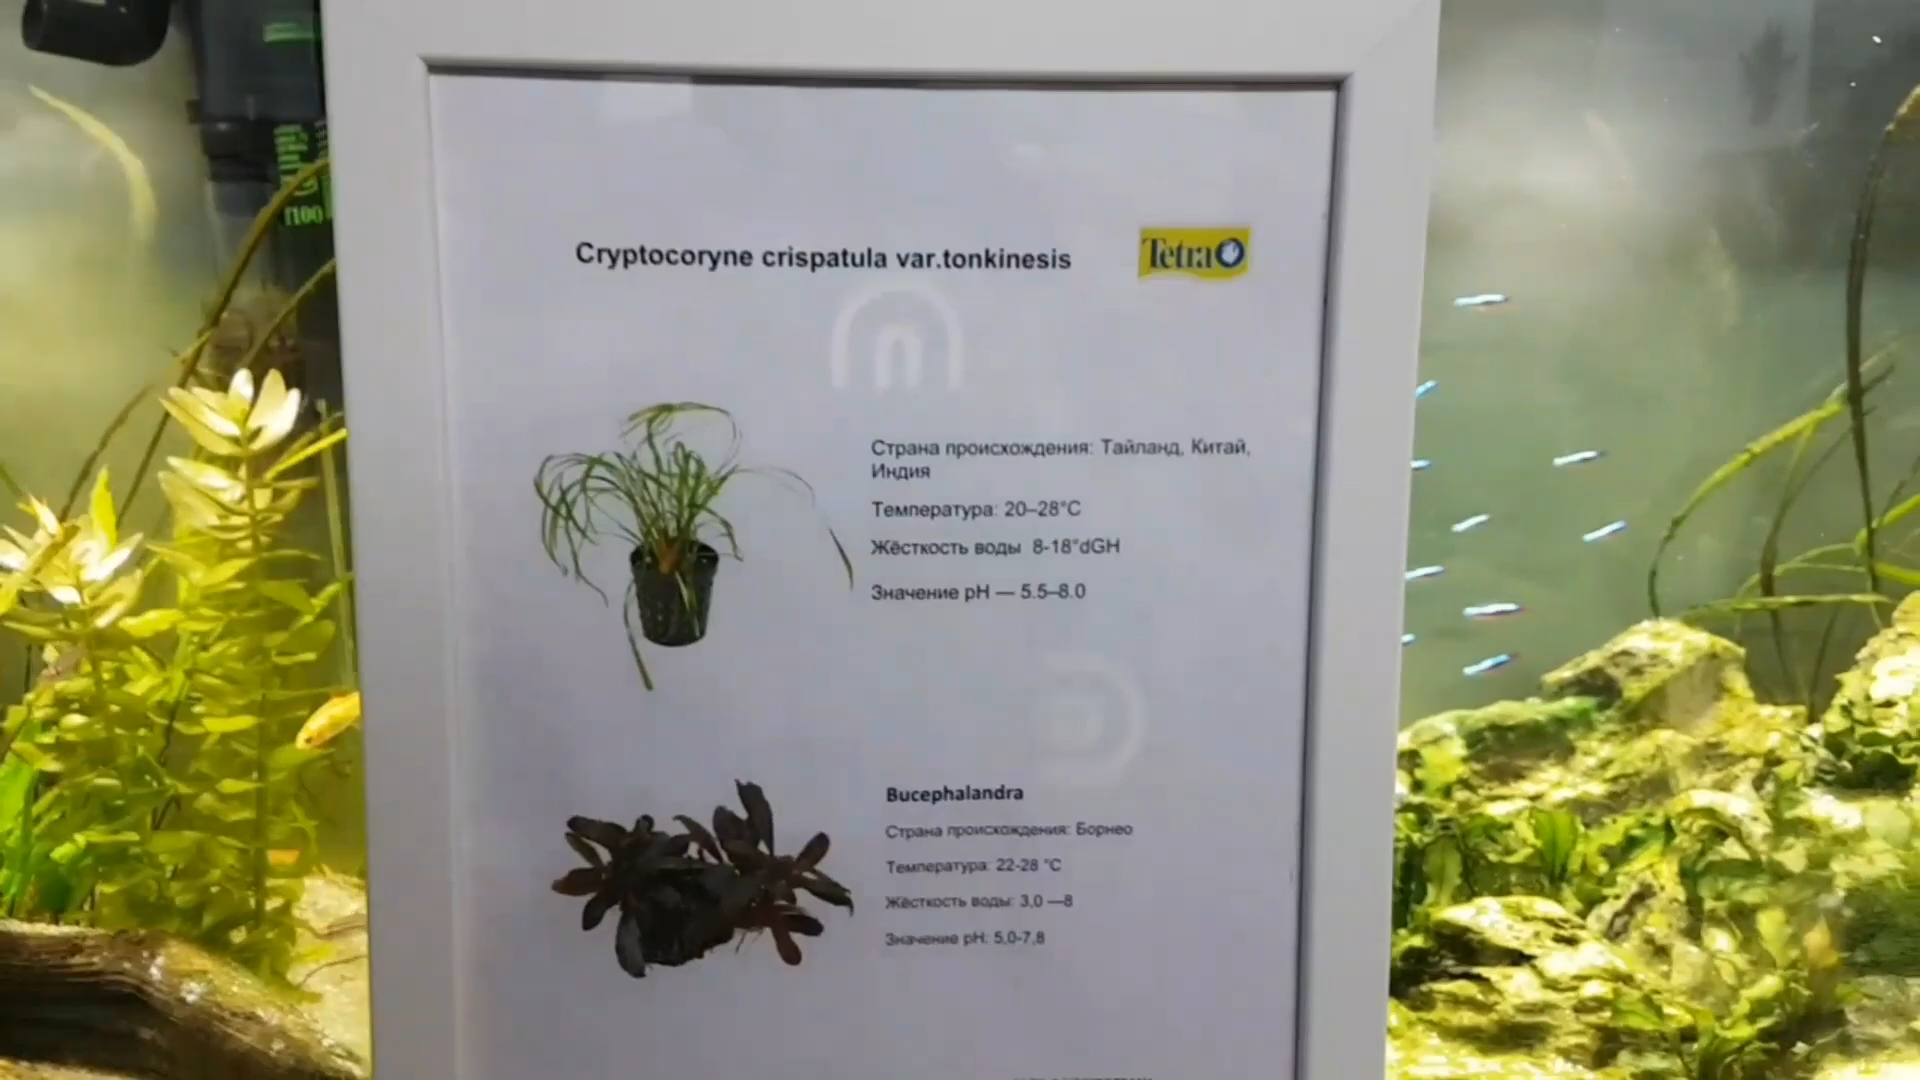 П100
Cryptocoryne crispatula var.tonkinesis
Tetra
Страна происхождения: Тайланд, Китай,
Индия
Температура: 20–28°C
Жёсткость воды 8-18°dGH
Значение pH — 5.5–8.0
Bucephalandra
Страна происхождения: Борнео
Температура: 22-28 °C
Жёсткость воды: 3,0 —8
Значение pH: 5,0-7,8